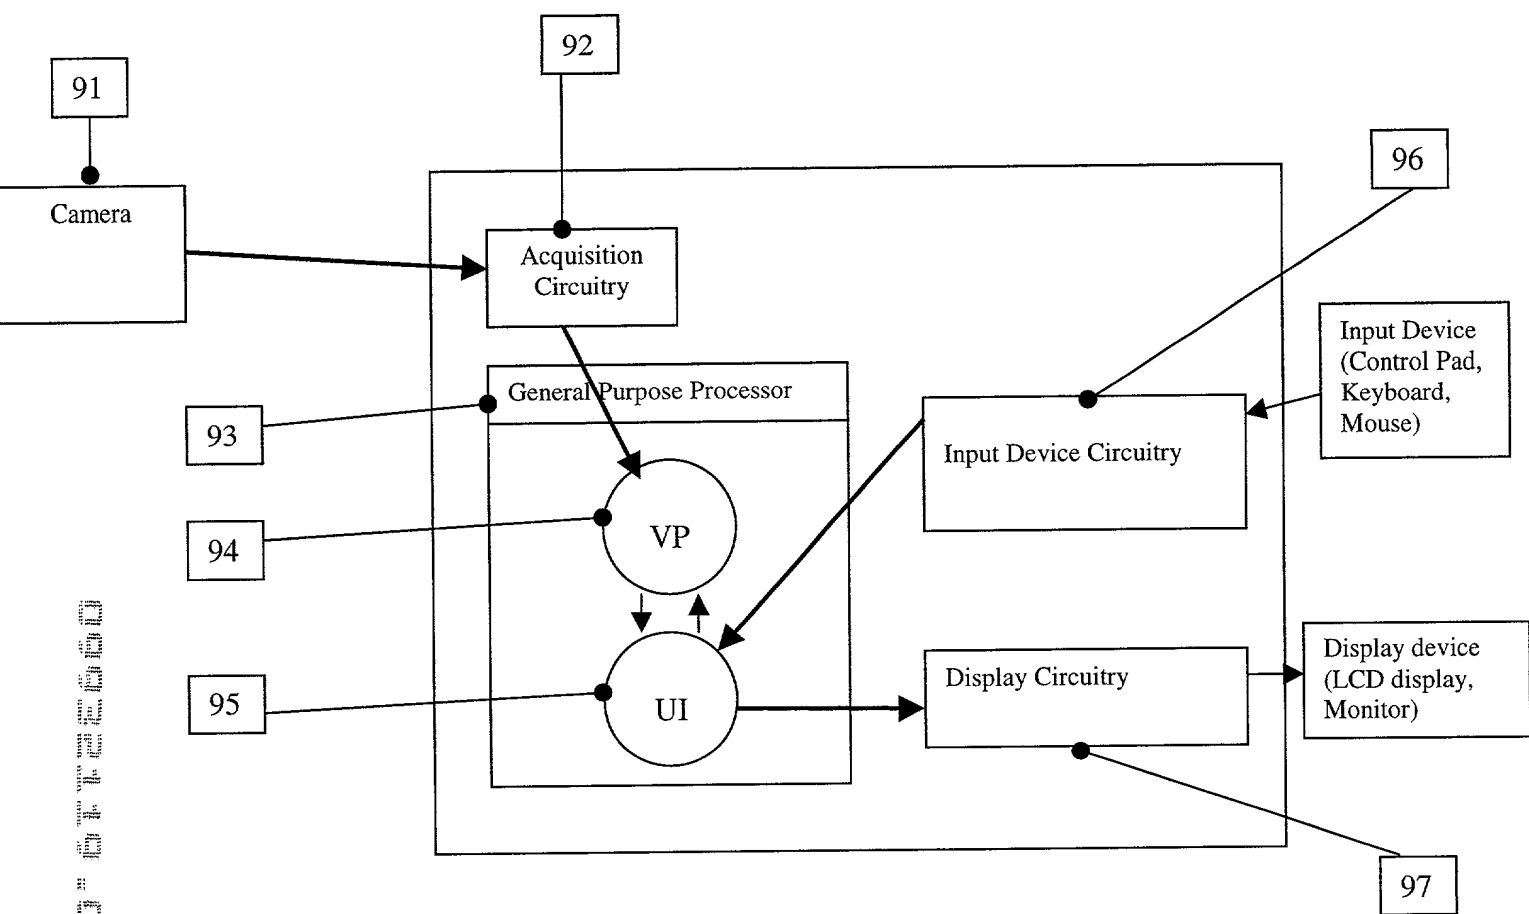 92
91
96
Camera
Acquisition
Circuitry
Input Device
(Control Pad,
Keyboard,
Mouse)
General Purpose Processor
93
Input Device Circuitry
94
VP
95
UI
Display Circuitry
Display device
(LCD display,
Monitor)
97